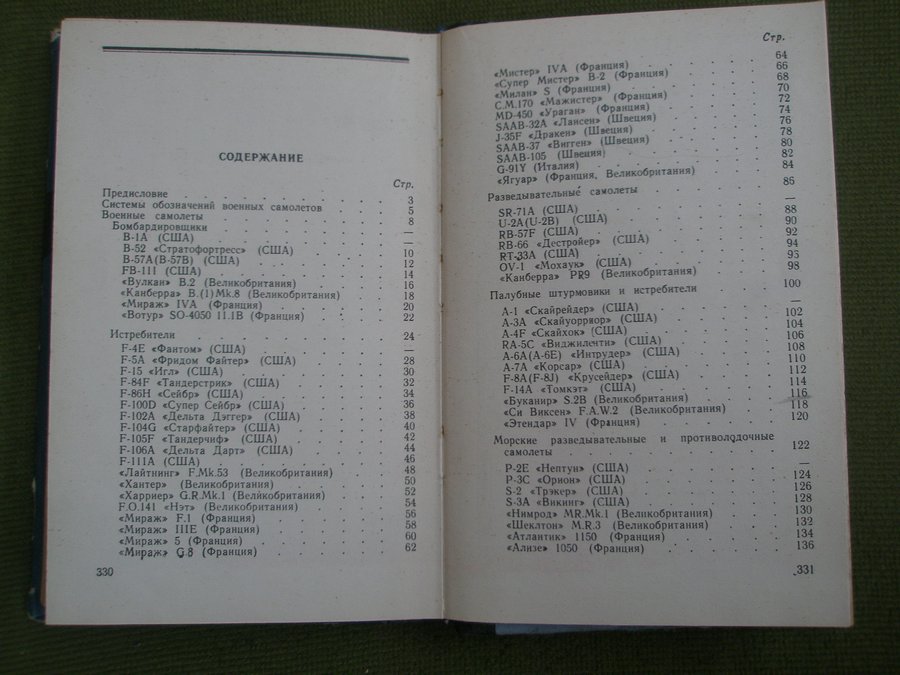 СОДЕРЖАНИЕ
Стр.
Предисловие . . . . . . . . 3
Системы обозначений военных самолетов . . . 5
Военные самолеты . . . . . . . 8
Бомбардировщики . . . . . . . —
B-1A (США) . . . . . . . —
B-52 «Стратофортресс» (США) . . . . 10
B-57A(B-57B) (США) . . . . . . 12
FB-111 (США) . . . . . . . 14
«Вулкан» B.2 (Великобритания) . . . . 16
«Канберра» B.(1)Mk.8 (Великобритания) . . . 18
«Мираж» IVA (Франция) . . . . . 20
«Вотур» SO-4050 11.1B (Франция) . . . . 22
Истребители . . . . . . . . 24
F-4E «Фантом» (США) . . . . . . —
F-5A «Фридом Файтер» (США) . . . . 28
F-15 «Игл» (США) . . . . . . 30
F-84F «Тандерстрик» (США) . . . . . 32
F-86H «Сейбр» (США) . . . . . . 34
F-100D «Супер Сейбр» (США) . . . . . 36
F-102A «Дельта Дэггер» (США) . . . . 38
F-104G «Старфайтер» (США) . . . . . 40
F-105F «Тандерчиф» (США) . . . . . 42
F-106A «Дельта Дарт» (США) . . . . . 44
F-111A (США) . . . . . . . 46
«Лайтнинг» F.Mk.53 (Великобритания) . . . 48
«Хантер» (Великобритания) . . . . . 50
«Харриер» G.R.Mk.1 (Великобритания) . . . 52
F.O.141 «Нэт» (Великобритания) . . . . 54
«Мираж» F.1 (Франция) . . . . . . 56
«Мираж» IIIE (Франция) . . . . . 58
«Мираж» 5 (Франция) . . . . . . 60
«Мираж» G.8 (Франция) . . . . . . 62
330
Стр.
«Мистер» IVA (Франция) . . . . . 64
«Супер Мистер» B-2 (Франция) . . . . 66
«Милан» S (Франция) . . . . . . 68
C.M.170 «Мажистер» (Франция) . . . . 70
MD-450 «Ураган» (Франция) . . . . . 72
SAAB-32A «Лансен» (Швеция) . . . . . 74
J-35F «Дракен» (Швеция) . . . . . 76
SAAB-37 «Вигген» (Швеция) . . . . . 78
SAAB-105 (Швеция) . . . . . . 80
G-91Y (Италия) . . . . . . . 82
«Ягуар» (Франция, Великобритания) . . . . 84
Разведывательные самолеты . . . . . 86
SR-71A (США) . . . . . . . —
U-2A(U-2B) (США) . . . . . . 88
RB-57F (США) . . . . . . . 90
RB-66 «Дестройер» (США) . . . . . 92
RT-33A (США) . . . . . . . 94
OV-1 «Мохаук» (США) . . . . . . 96
«Канберра» PR9 (Великобритания) . . . . 98
Палубные штурмовики и истребители . . . . 100
A-1 «Скайрейдер» (США) . . . . . —
A-3A «Скайуорриор» (США) . . . . . 102
A-4F «Скайхок» (США) . . . . . . 104
RA-5C «Виджиленти» (США) . . . . . 106
A-6A(A-6E) «Интрудер» (США) . . . . 108
A-7A «Корсар» (США) . . . . . . 110
F-8A(F-8J) «Крусейдер» (США) . . . . 112
F-14A «Томкэт» (США) . . . . . . 114
«Буканир» S.2B (Великобритания) . . . . 116
«Си Виксен» F.A.W.2 (Великобритания) . . . 118
«Этендар» IV (Франция) . . . . . 120
Морские разведывательные и противолодочные
самолеты . . . . . . . . 122
P-2E «Нептун» (США) . . . . . . —
P-3C «Орион» (США) . . . . . . 124
S-2 «Трэкер» (США) . . . . . . 126
S-3A «Викинг» (США) . . . . . . 128
«Нимрод» MR.Mk.1 (Великобритания) . . . 130
«Шеклтон» M.R.3 (Великобритания) . . . . 132
«Атлантик» 1150 (Франция) . . . . . 134
«Ализе» 1050 (Франция) . . . . . 136
331